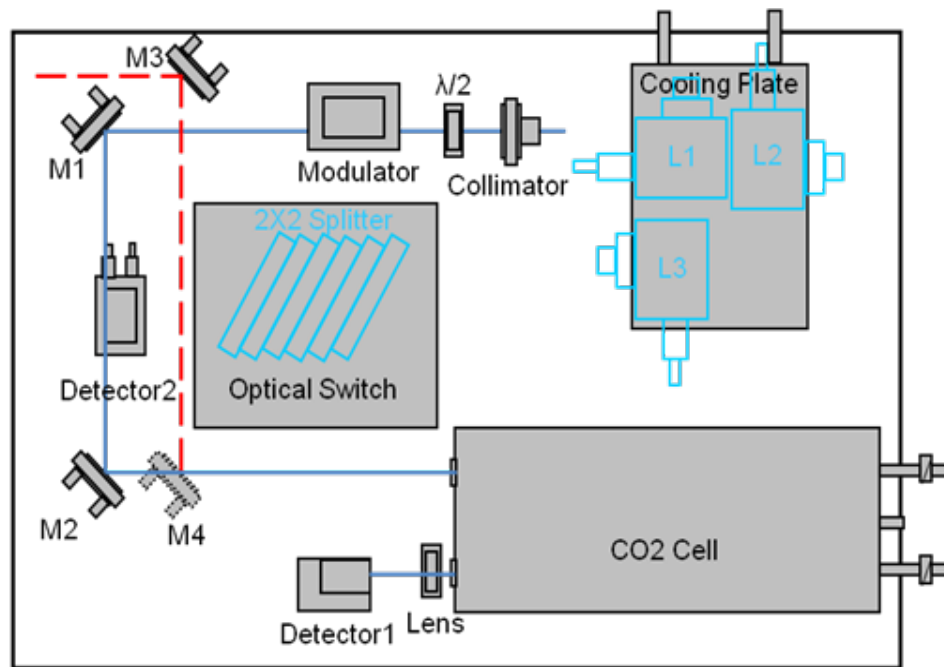 M3
M1
Modulator
λ/2
Collimator
Cooling Plate
L1
L2
L3
2X2 Splitter
Optical Switch
Detector2
M2
M4
CO2 Cell
Detector1
Lens